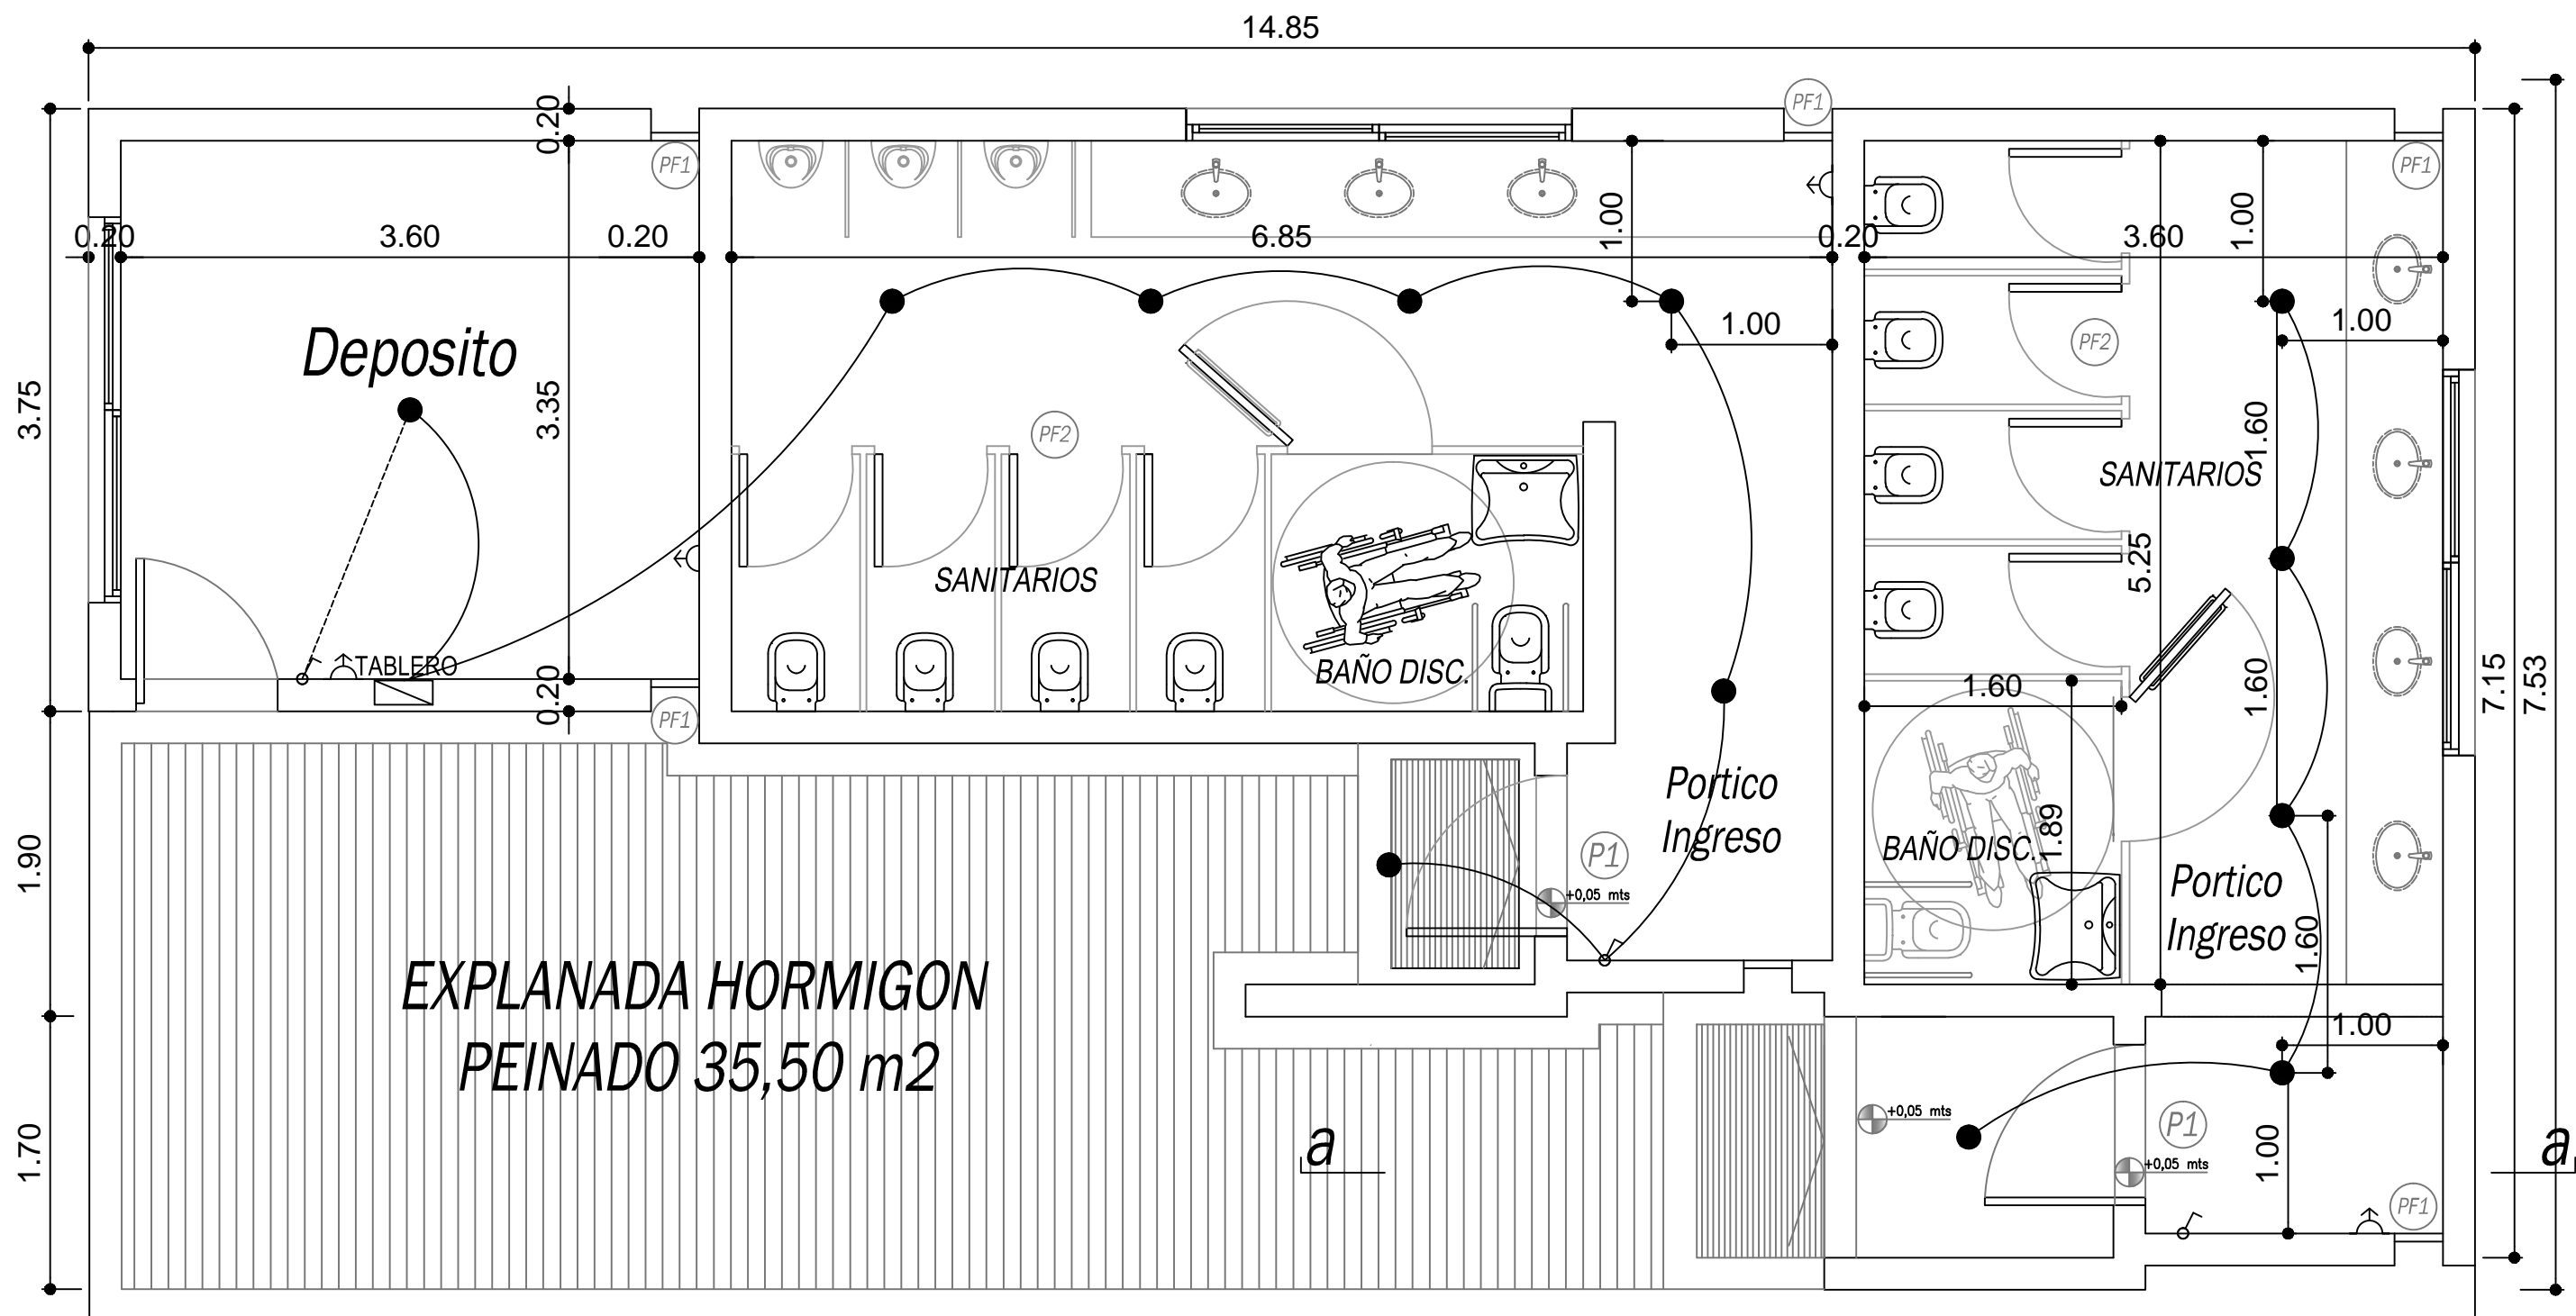 14.85
0.20
PF1
PF1
PF1
0.20
3.60
0.20
6.85
1.00
0.20
3.60
1.00
Deposito
3.75
3.35
1.00
PF2
1.00
PF2
1.60
SANITARIOS
SANITARIOS
5.25
TABLERO
BAÑO DISC.
1.60
1.60
7.15
7.53
0.20
PF1
Portico
Ingreso
P1
+0,05 mts
1.90
1.89
BAÑO DISC.
Portico
Ingreso
1.60
EXPLANADA HORMIGON
PEINADO 35,50 m2
1.00
+0,05 mts
P1
+0,05 mts
1.70
a
1.00
a
PF1